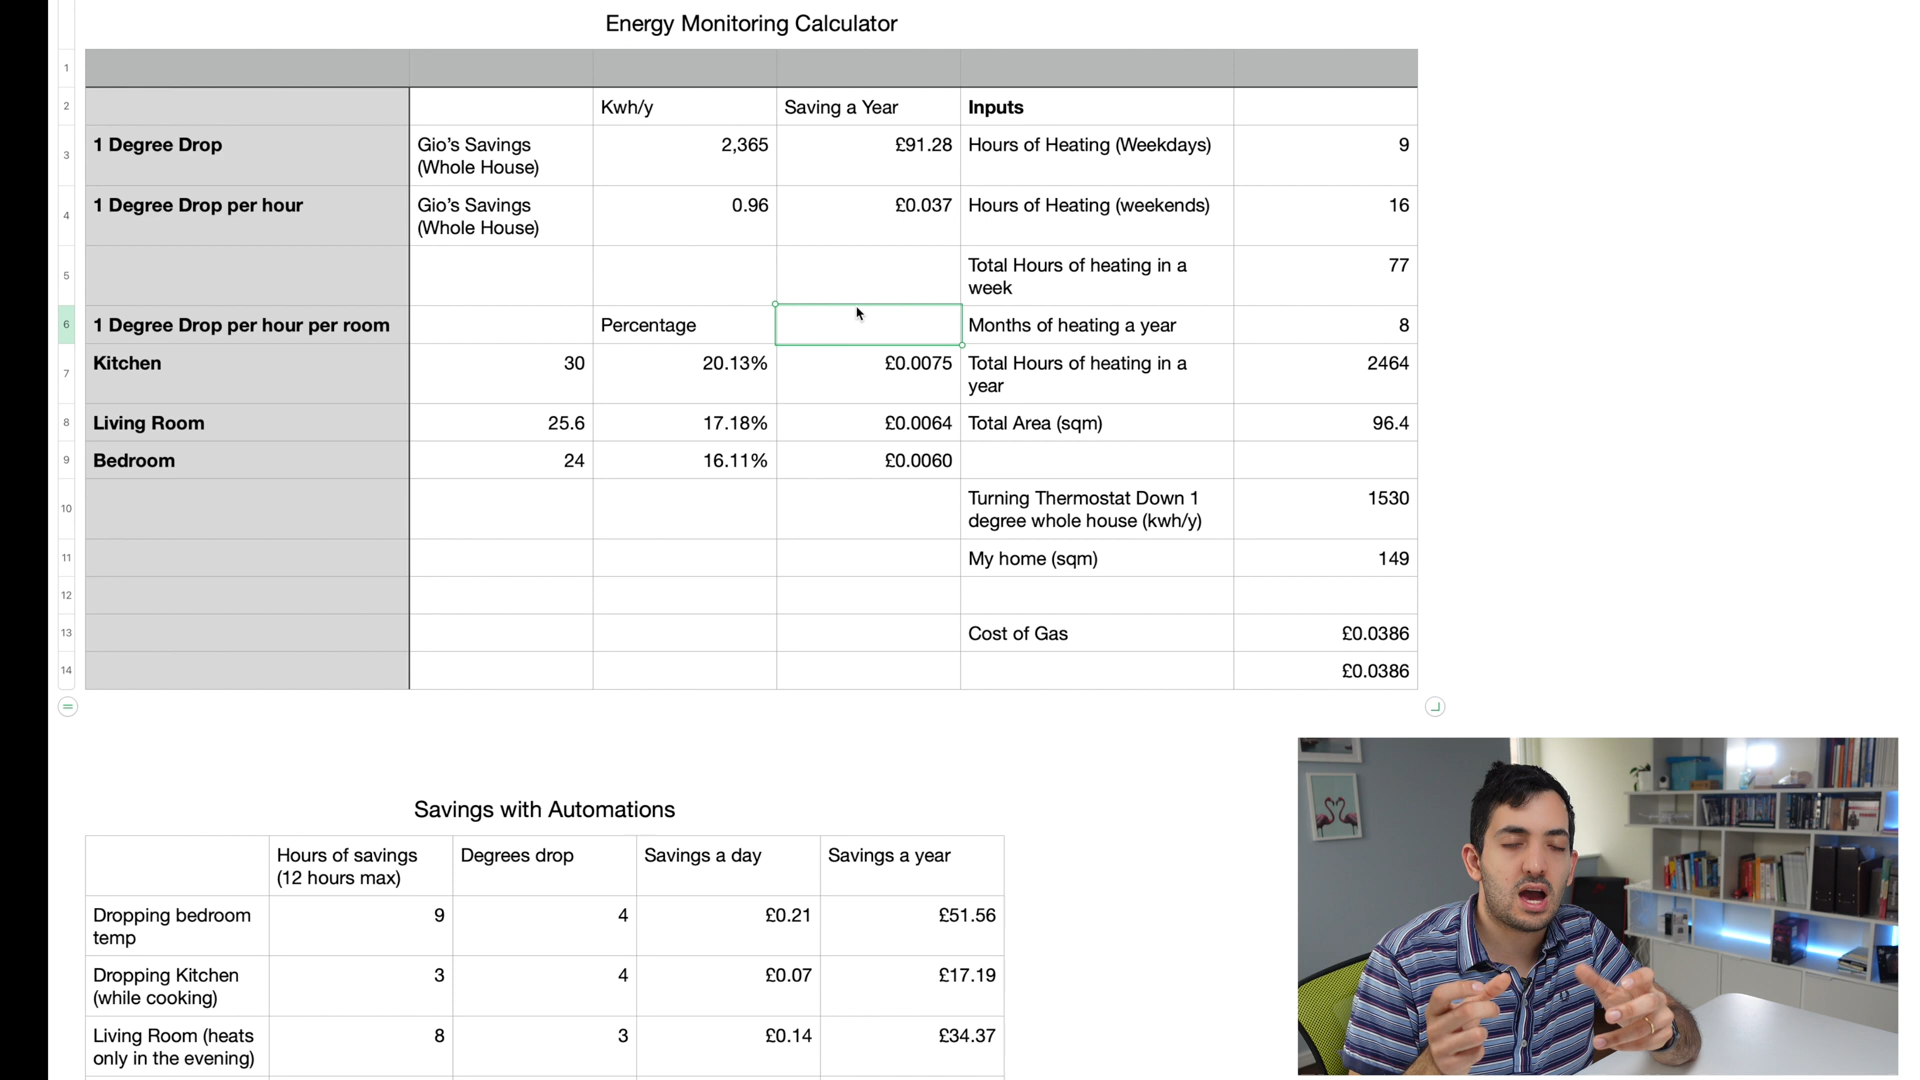 Energy Monitoring Calculator
1
2 Kwh/y Saving a Year Inputs
3 1 Degree Drop Gio’s Savings 2,365 £91.28 Hours of Heating (Weekdays) 9
(Whole House)
4 1 Degree Drop per hour Gio’s Savings 0.96 £0.037 Hours of Heating (weekends) 16
(Whole House)
5 Total Hours of heating in a 77
week
6 1 Degree Drop per hour per room Percentage Months of heating a year 8
7 Kitchen 30 20.13% £0.0075 Total Hours of heating in a 2464
year
8 Living Room 25.6 17.18% £0.0064 Total Area (sqm) 96.4
9 Bedroom 24 16.11% £0.0060
10 Turning Thermostat Down 1 1530
degree whole house (kwh/y)
11 My home (sqm) 149
12
13 Cost of Gas £0.0386
14 £0.0386
Savings with Automations
Hours of savings Degrees drop Savings a day Savings a year
(12 hours max)
Dropping bedroom 9 4 £0.21 £51.56
temp
Dropping Kitchen 3 4 £0.07 £17.19
(while cooking)
Living Room (heats 8 3 £0.14 £34.37
only in the evening)